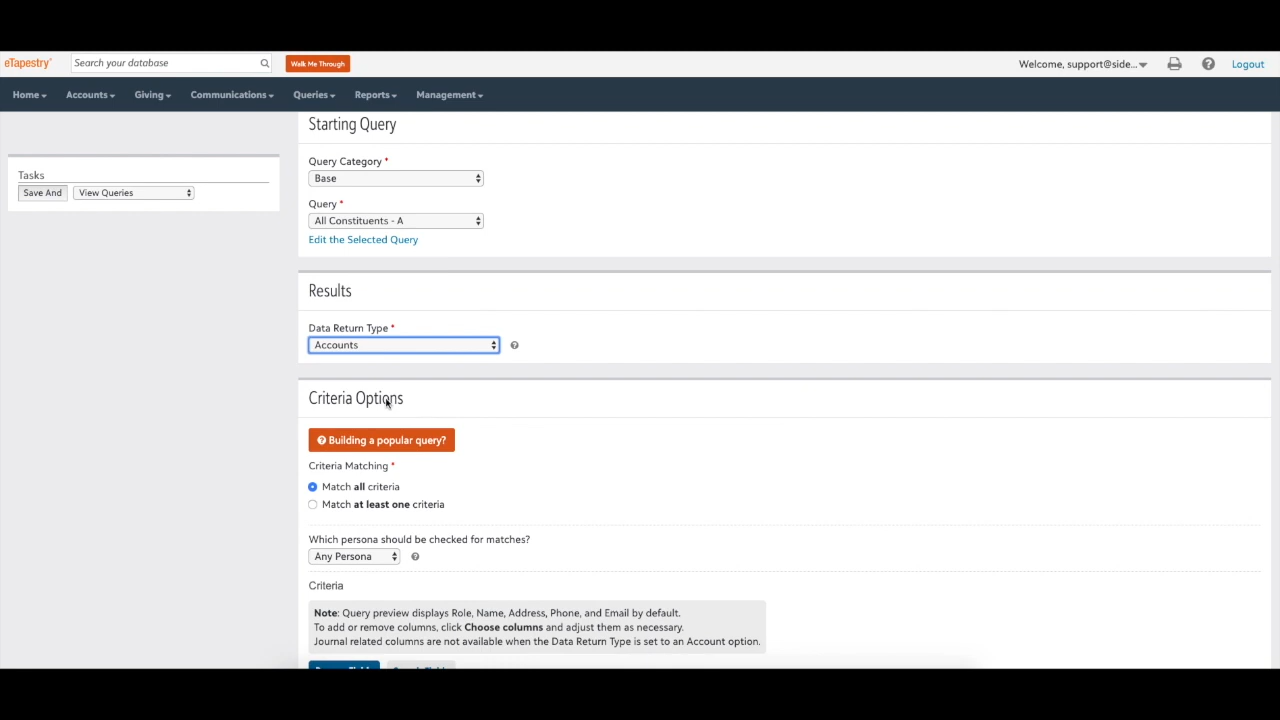 eTapestry
Search your database
Walk Me Through
Welcome, support@side...
Logout
Home
Accounts
Giving
Communications
Queries
Reports
Management
Tasks
Save And
View Queries
Starting Query
Query Category *
Base
Query *
All Constituents - A
Edit the Selected Query
Results
Data Return Type *
Accounts
Criteria Options
Building a popular query?
Criteria Matching *
Match all criteria
Match at least one criteria
Which persona should be checked for matches?
Any Persona
Criteria
Note: Query preview displays Role, Name, Address, Phone, and Email by default.
To add or remove columns, click Choose columns and adjust them as necessary.
Journal related columns are not available when the Data Return Type is set to an Account option.